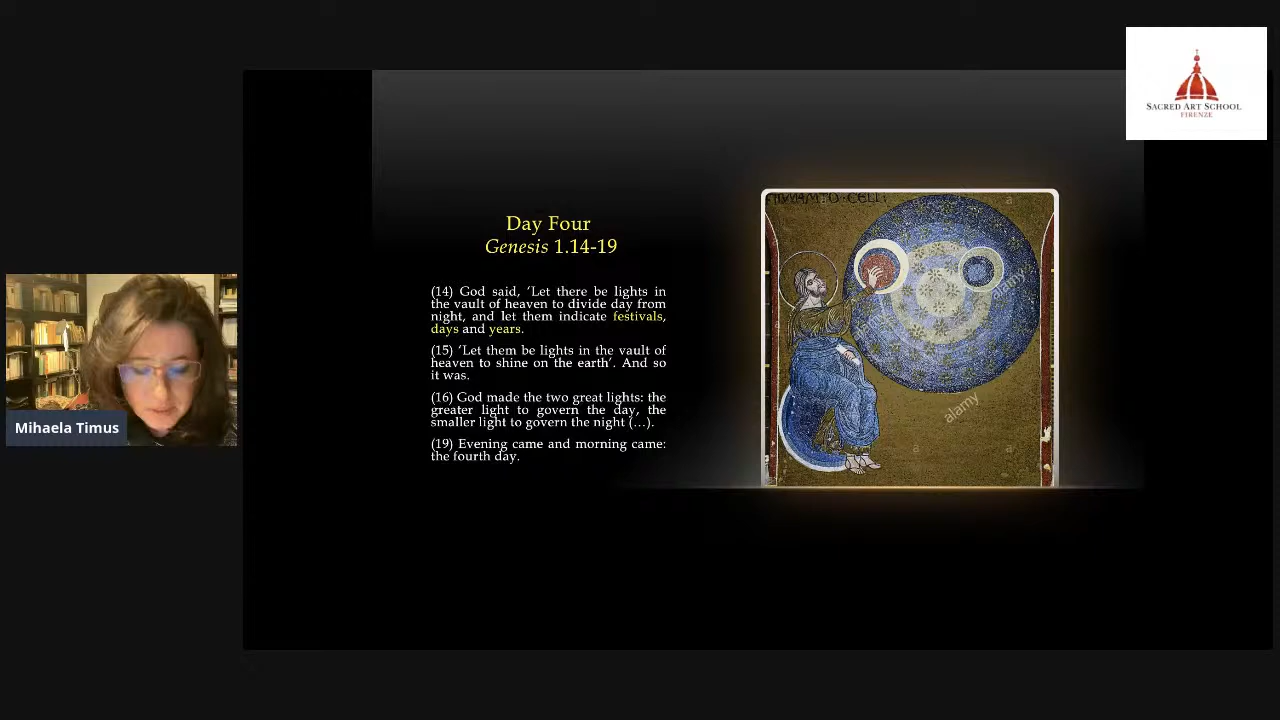 SACRED ART SCHOOL
FIRENZE
Day Four
Genesis 1.14-19
(14) God said, ‘Let there be lights in
the vault of heaven to divide day from
night, and let them indicate festivals,
days and years.
(15) ‘Let them be lights in the vault of
heaven to shine on the earth’. And so
it was.
(16) God made the two great lights: the
greater light to govern the day, the
smaller light to govern the night (…).
(19) Evening came and morning came:
the fourth day.
alamy
alamy
a
a
a
a
Mihaela Timus